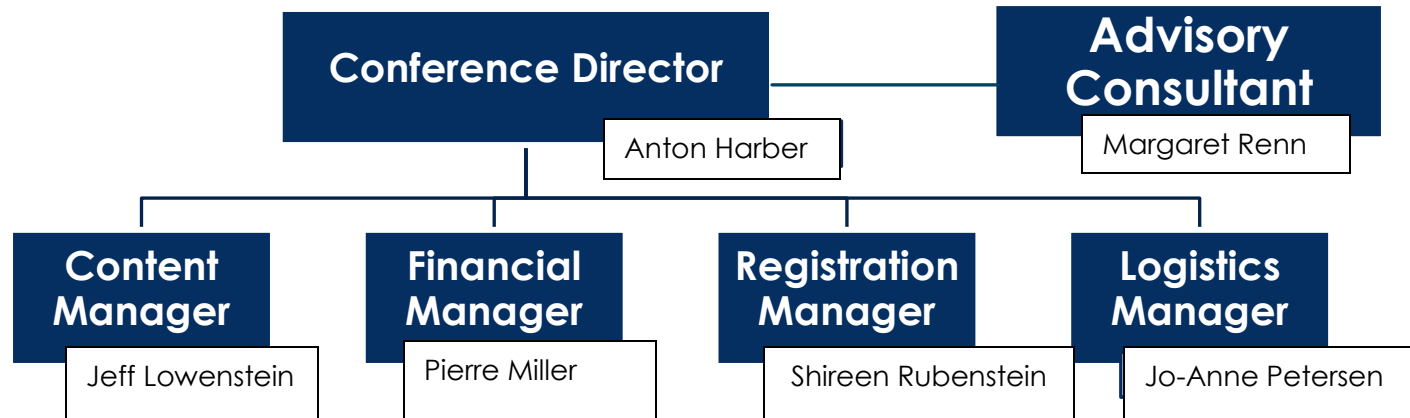 Conference Director
Anton Harber
Advisory
Consultant
Margaret Renn
Content
Manager
Jeff Lowenstein
Financial
Manager
Pierre Miller
Registration
Manager
Shireen Rubenstein
Logistics
Manager
Jo-Anne Petersen